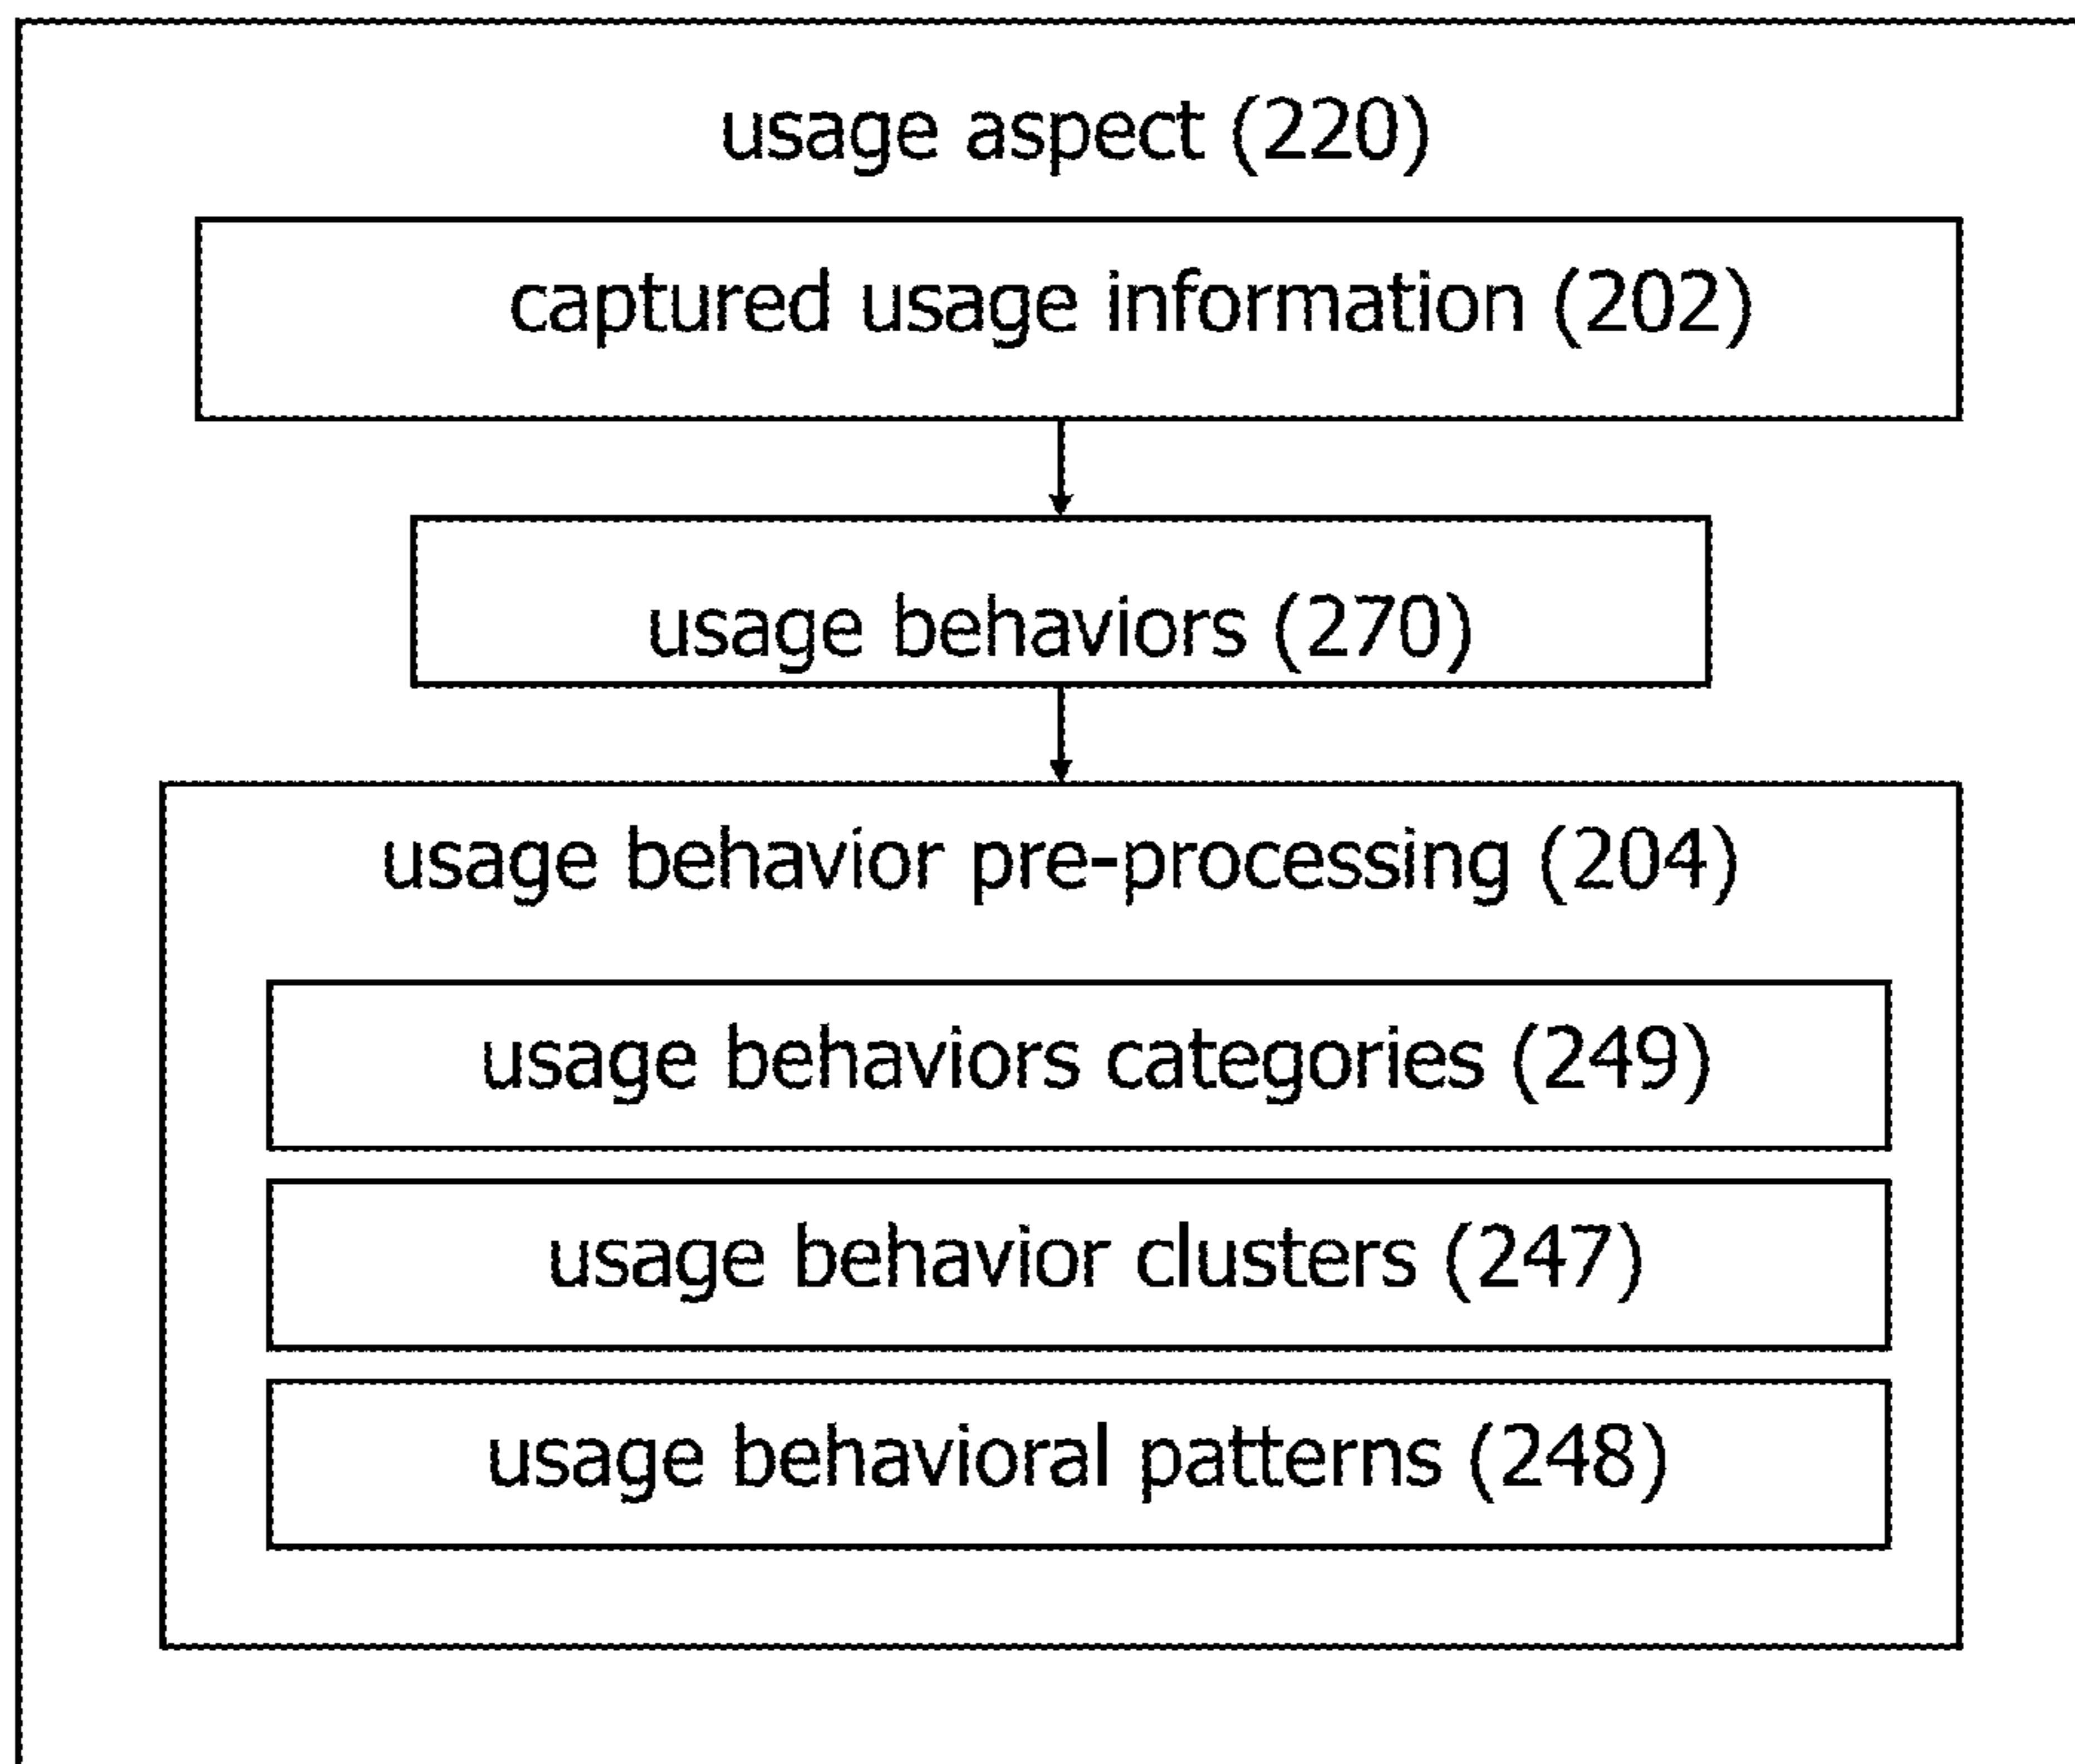 usage aspect (220)
captured usage information (202)
usage behaviors (270)
usage behavior pre-processing (204)
usage behaviors categories (249)
usage behavior clusters (247)
usage behavioral patterns (248)